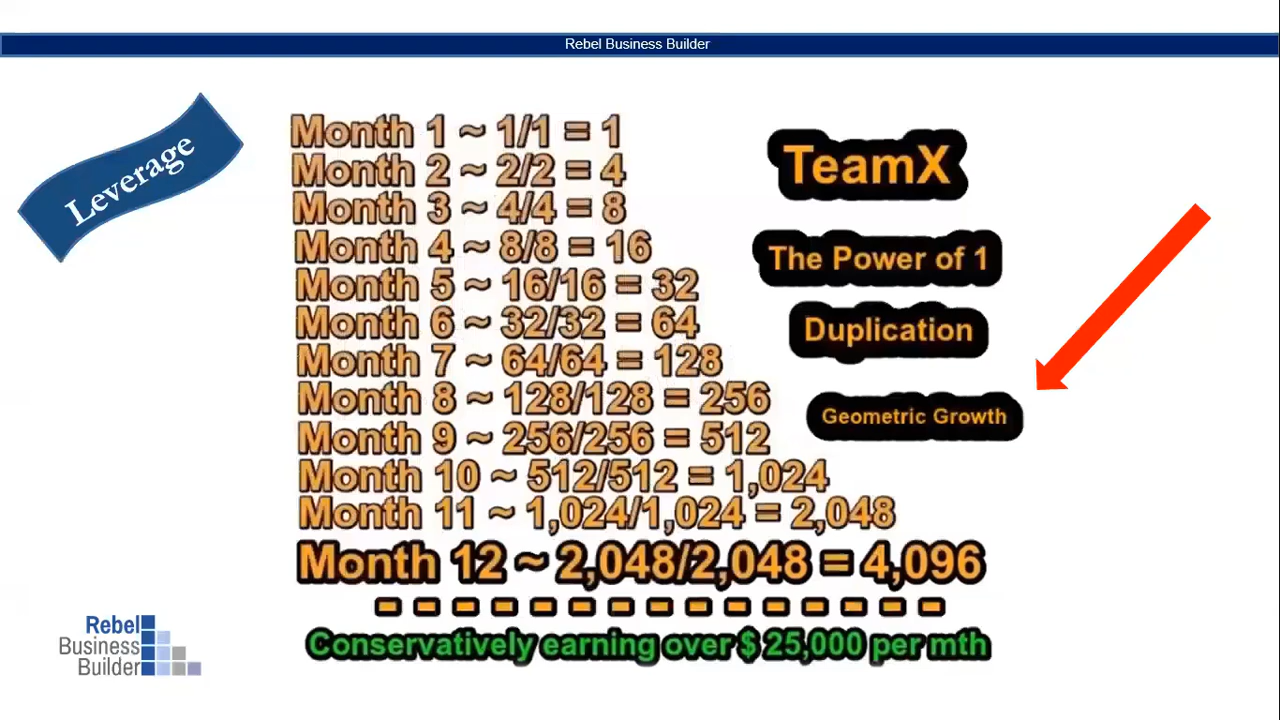 Rebel Business Builder
Leverage
Month 1 ~ 1/1 = 1
Month 2 ~ 2/2 = 4
Month 3 ~ 4/4 = 8
Month 4 ~ 8/8 = 16
Month 5 ~ 16/16 = 32
Month 6 ~ 32/32 = 64
Month 7 ~ 64/64 = 128
Month 8 ~ 128/128 = 256
Month 9 ~ 256/256 = 512
Month 10 ~ 512/512 = 1,024
Month 11 ~ 1,024/1,024 = 2,048
Month 12 ~ 2,048/2,048 = 4,096
Conservatively earning over $ 25,000 per mth
TeamX
The Power of 1
Duplication
Geometric Growth
Rebel
Business
Builder